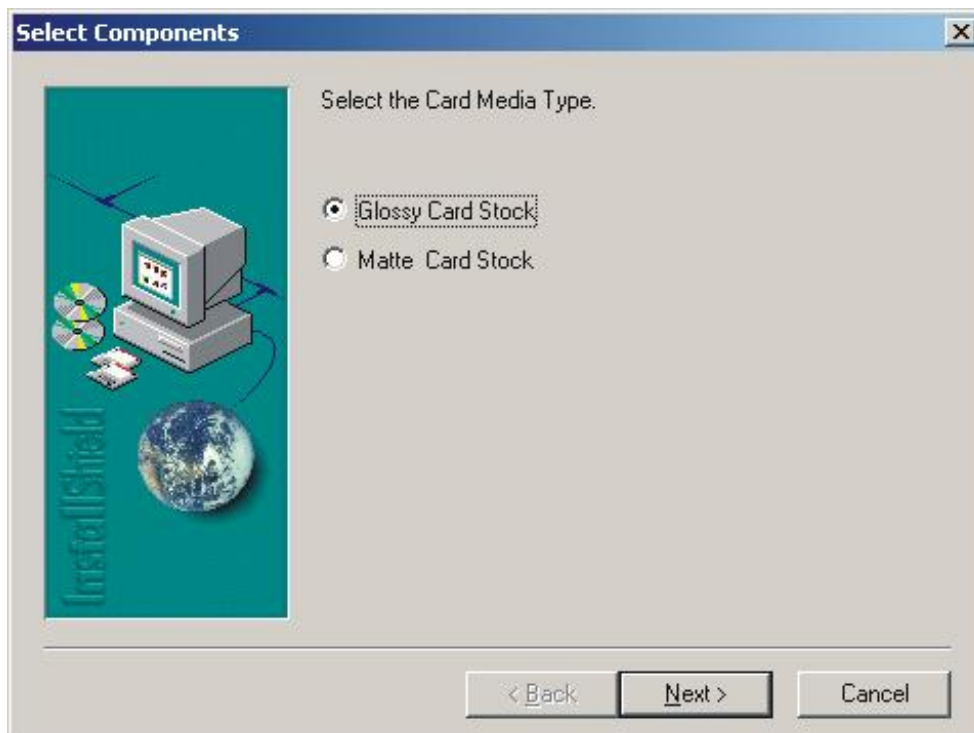 Select Components
Select the Card Media Type.
Glossy Card Stock
Matte Card Stock
InstallShield
< Back
Next >
Cancel